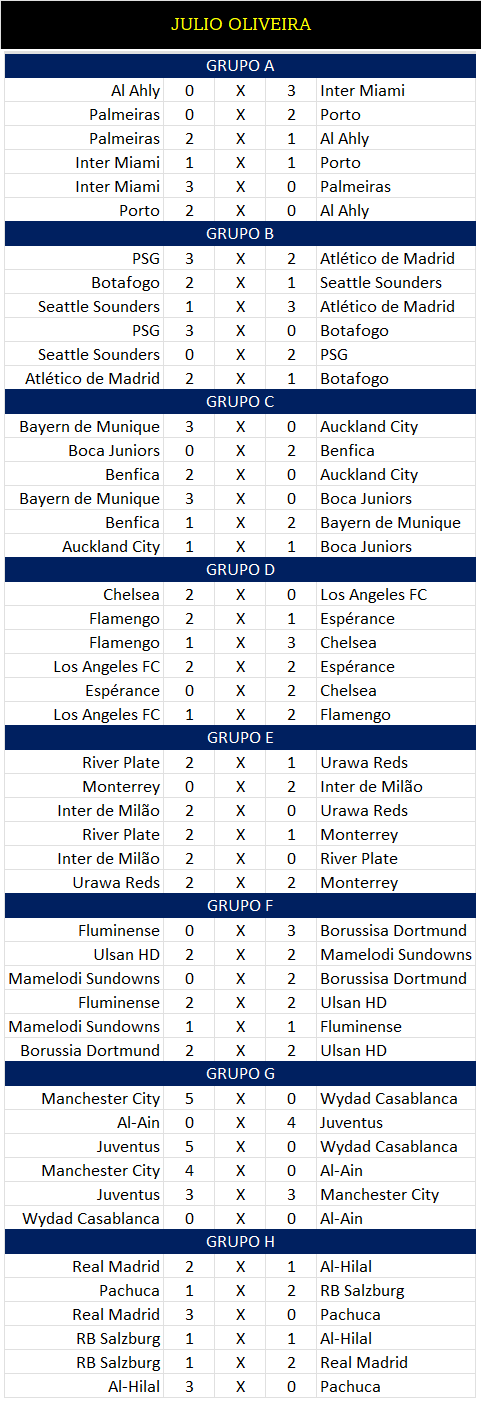 JULIO OLIVEIRA
GRUPO A
Al Ahly 0 X 3 Inter Miami
Palmeiras 0 X 2 Porto
Palmeiras 2 X 1 Al Ahly
Inter Miami 1 X 1 Porto
Inter Miami 3 X 0 Palmeiras
Porto 2 X 0 Al Ahly
GRUPO B
PSG 3 X 2 Atlético de Madrid
Botafogo 2 X 1 Seattle Sounders
Seattle Sounders 1 X 3 Atlético de Madrid
PSG 3 X 0 Botafogo
Seattle Sounders 0 X 2 PSG
Atlético de Madrid 2 X 1 Botafogo
GRUPO C
Bayern de Munique 3 X 0 Auckland City
Boca Juniors 0 X 2 Benfica
Benfica 2 X 0 Auckland City
Bayern de Munique 3 X 0 Boca Juniors
Benfica 1 X 2 Bayern de Munique
Auckland City 1 X 1 Boca Juniors
GRUPO D
Chelsea 2 X 0 Los Angeles FC
Flamengo 2 X 1 Espérance
Flamengo 1 X 3 Chelsea
Los Angeles FC 2 X 2 Espérance
Espérance 0 X 2 Chelsea
Los Angeles FC 1 X 2 Flamengo
GRUPO E
River Plate 2 X 1 Urawa Reds
Monterrey 0 X 2 Inter de Milão
Inter de Milão 2 X 0 Urawa Reds
River Plate 2 X 1 Monterrey
Inter de Milão 2 X 0 River Plate
Urawa Reds 2 X 2 Monterrey
GRUPO F
Fluminense 0 X 3 Borussisa Dortmund
Ulsan HD 2 X 2 Mamelodi Sundowns
Mamelodi Sundowns 0 X 2 Borussisa Dortmund
Fluminense 2 X 2 Ulsan HD
Mamelodi Sundowns 1 X 1 Fluminense
Borussia Dortmund 2 X 2 Ulsan HD
GRUPO G
Manchester City 5 X 0 Wydad Casablanca
Al-Ain 0 X 4 Juventus
Juventus 5 X 0 Wydad Casablanca
Manchester City 4 X 0 Al-Ain
Juventus 3 X 3 Manchester City
Wydad Casablanca 0 X 0 Al-Ain
GRUPO H
Real Madrid 2 X 1 Al-Hilal
Pachuca 1 X 2 RB Salzburg
Real Madrid 3 X 0 Pachuca
RB Salzburg 1 X 1 Al-Hilal
RB Salzburg 1 X 2 Real Madrid
Al-Hilal 3 X 0 Pachuca